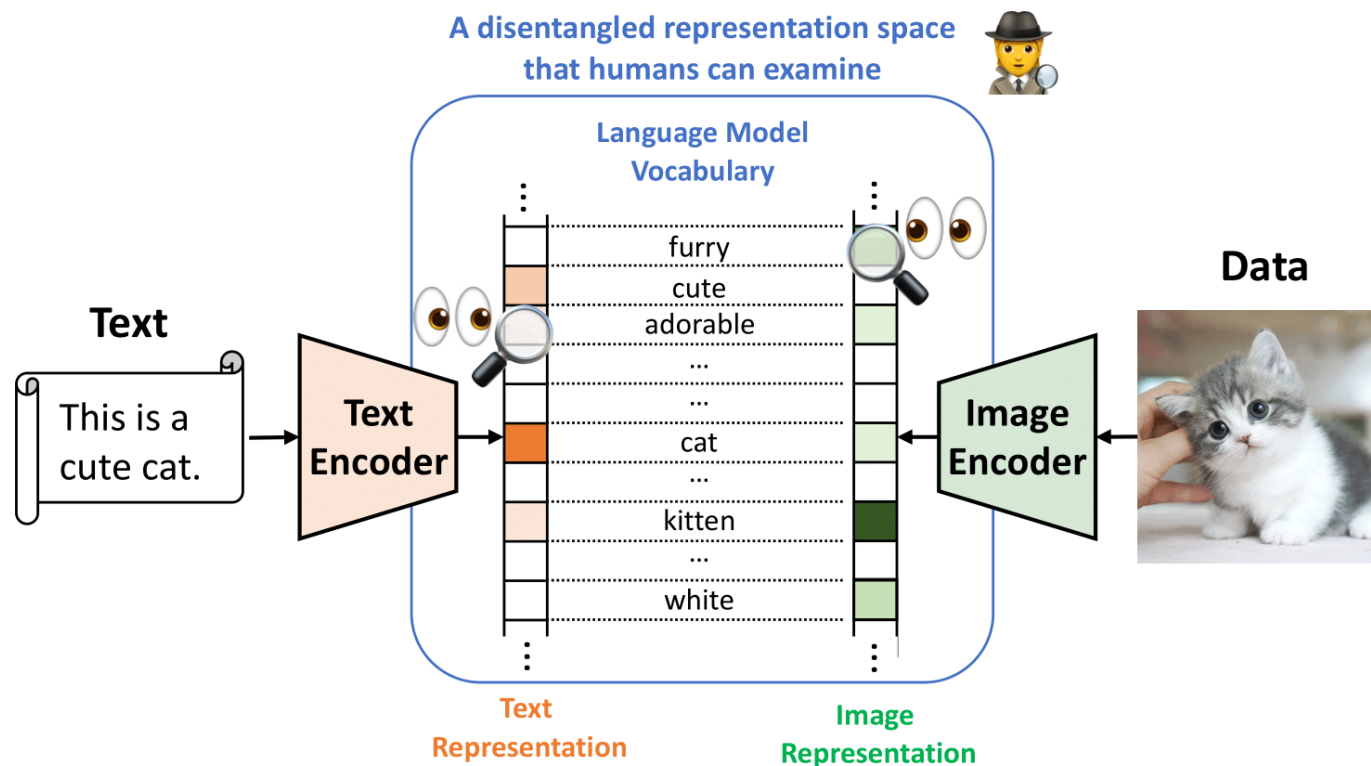 A disentangled representation space
that humans can examine
Language Model
Vocabulary
⋮
⋮
furry
cute
adorable
...
...
cat
...
kitten
...
white
⋮
⋮
Text
This is a
cute cat.
Text
Encoder
Image
Encoder
Data
Text
Representation
Image
Representation